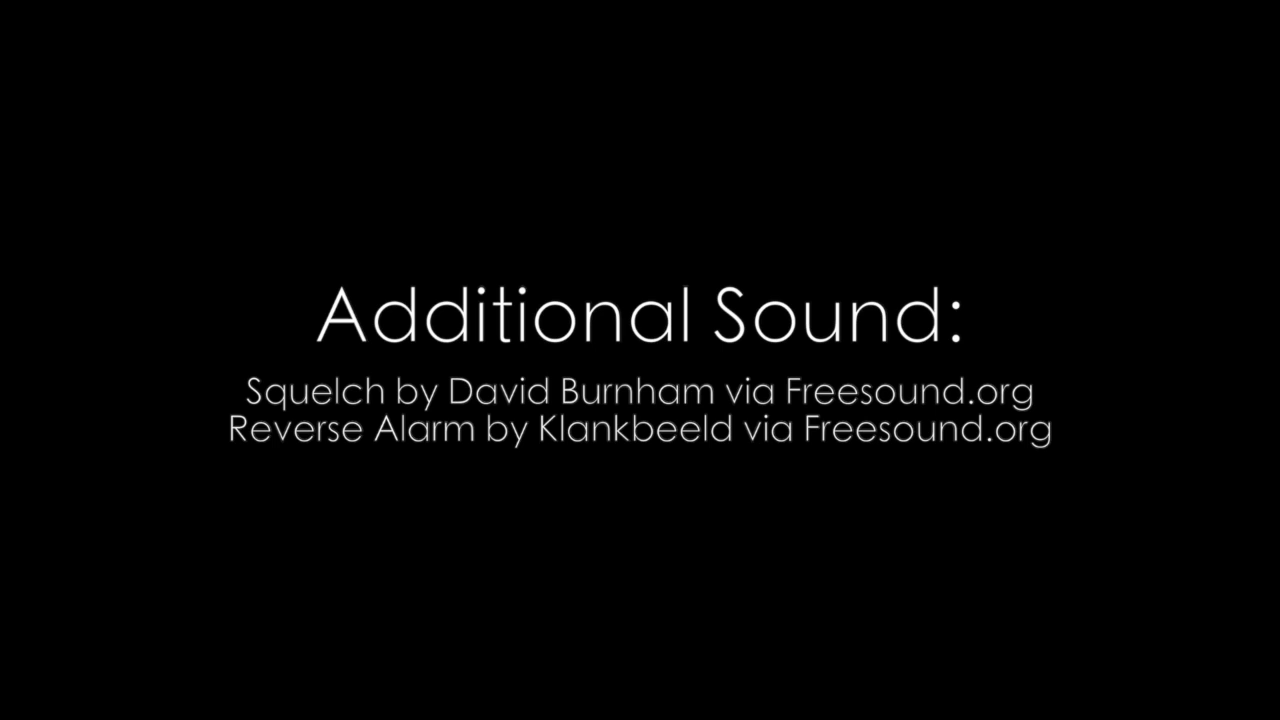 Additional Sound:
Squelch by David Burnham via Freesound.org
Reverse Alarm by Klankbeeld via Freesound.org